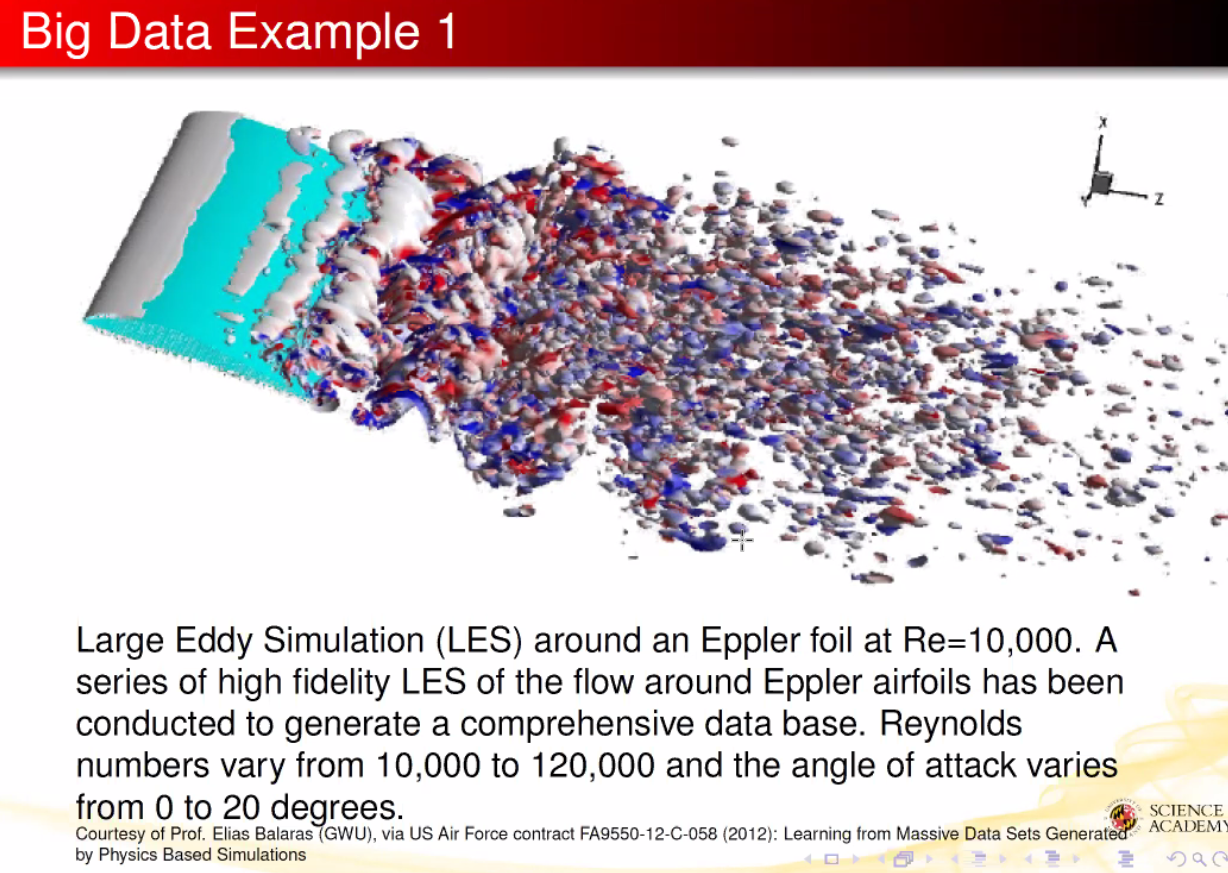 Big Data Example 1
X
Z
Large Eddy Simulation (LES) around an Eppler foil at Re=10,000. A
series of high fidelity LES of the flow around Eppler airfoils has been
conducted to generate a comprehensive data base. Reynolds
numbers vary from 10,000 to 120,000 and the angle of attack varies
from 0 to 20 degrees.
Courtesy of Prof. Elias Balaras (GWU), via US Air Force contract FA9550-12-C-058 (2012): Learning from Massive Data Sets Generated
by Physics Based Simulations
SCIENCE
ACADEMY